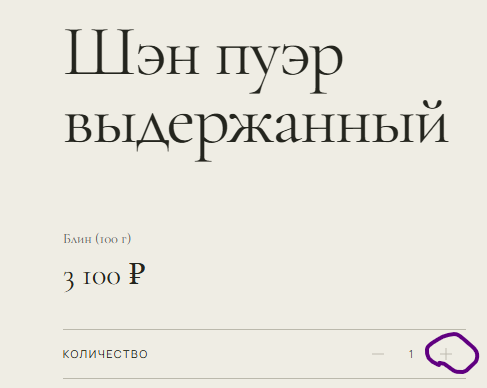 Шэн пуэр
выдержанный
Блин (100 г)
3 100 ₽
КОЛИЧЕСТВО — 1 +